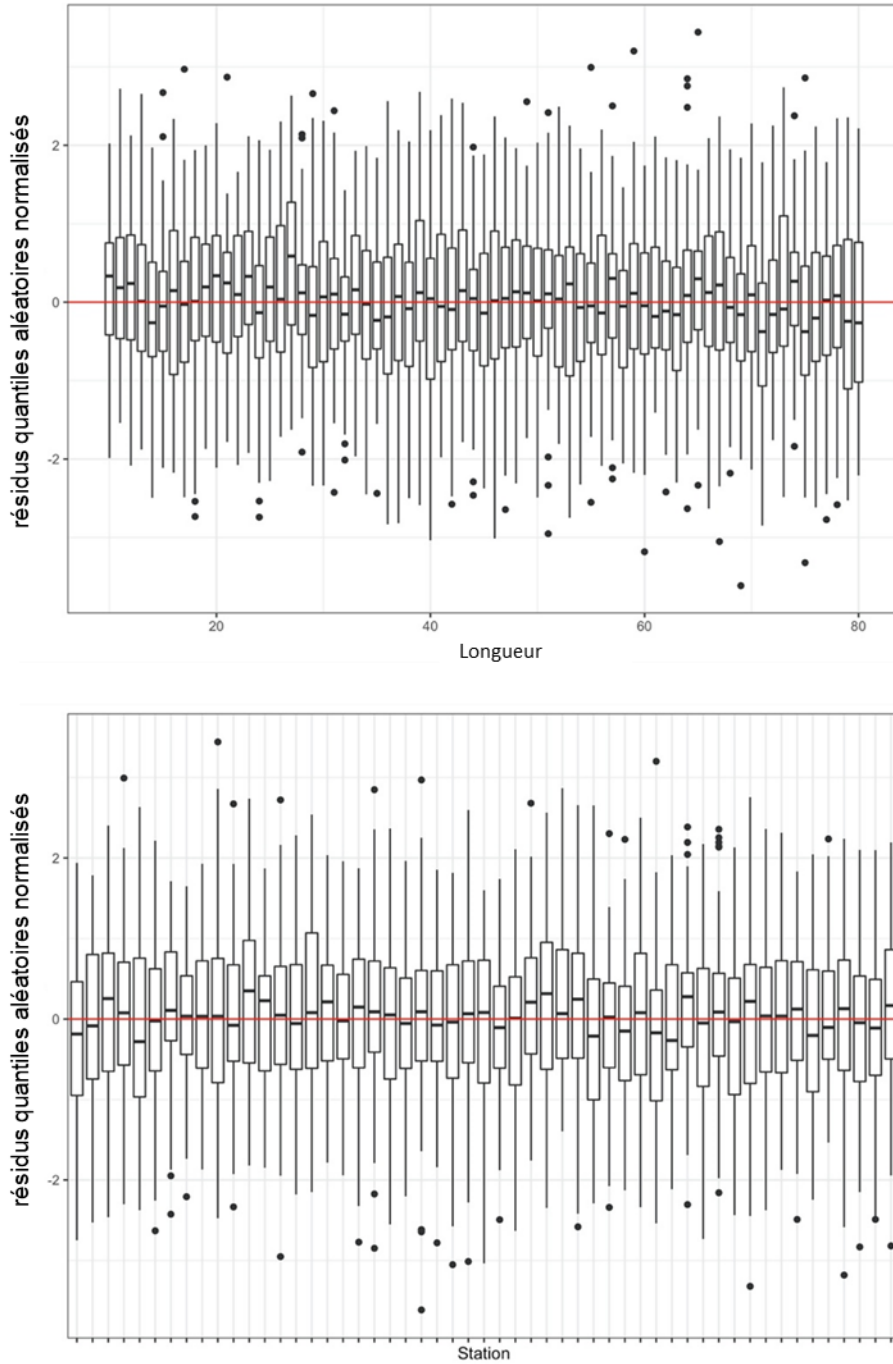 résidus quantiles aléatoires normalisés
2
0
-2
20
40
60
80
Longueur
résidus quantiles aléatoires normalisés
2
0
-2
Station